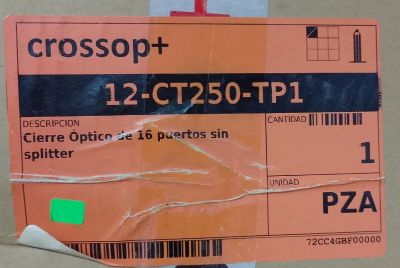 crossop+
12-CT250-TP1
DESCRIPCION
CANTIDAD
Cierre Óptico de 16 puertos sin
splitter
1
UNIDAD
PZA
72CC4GBF00000